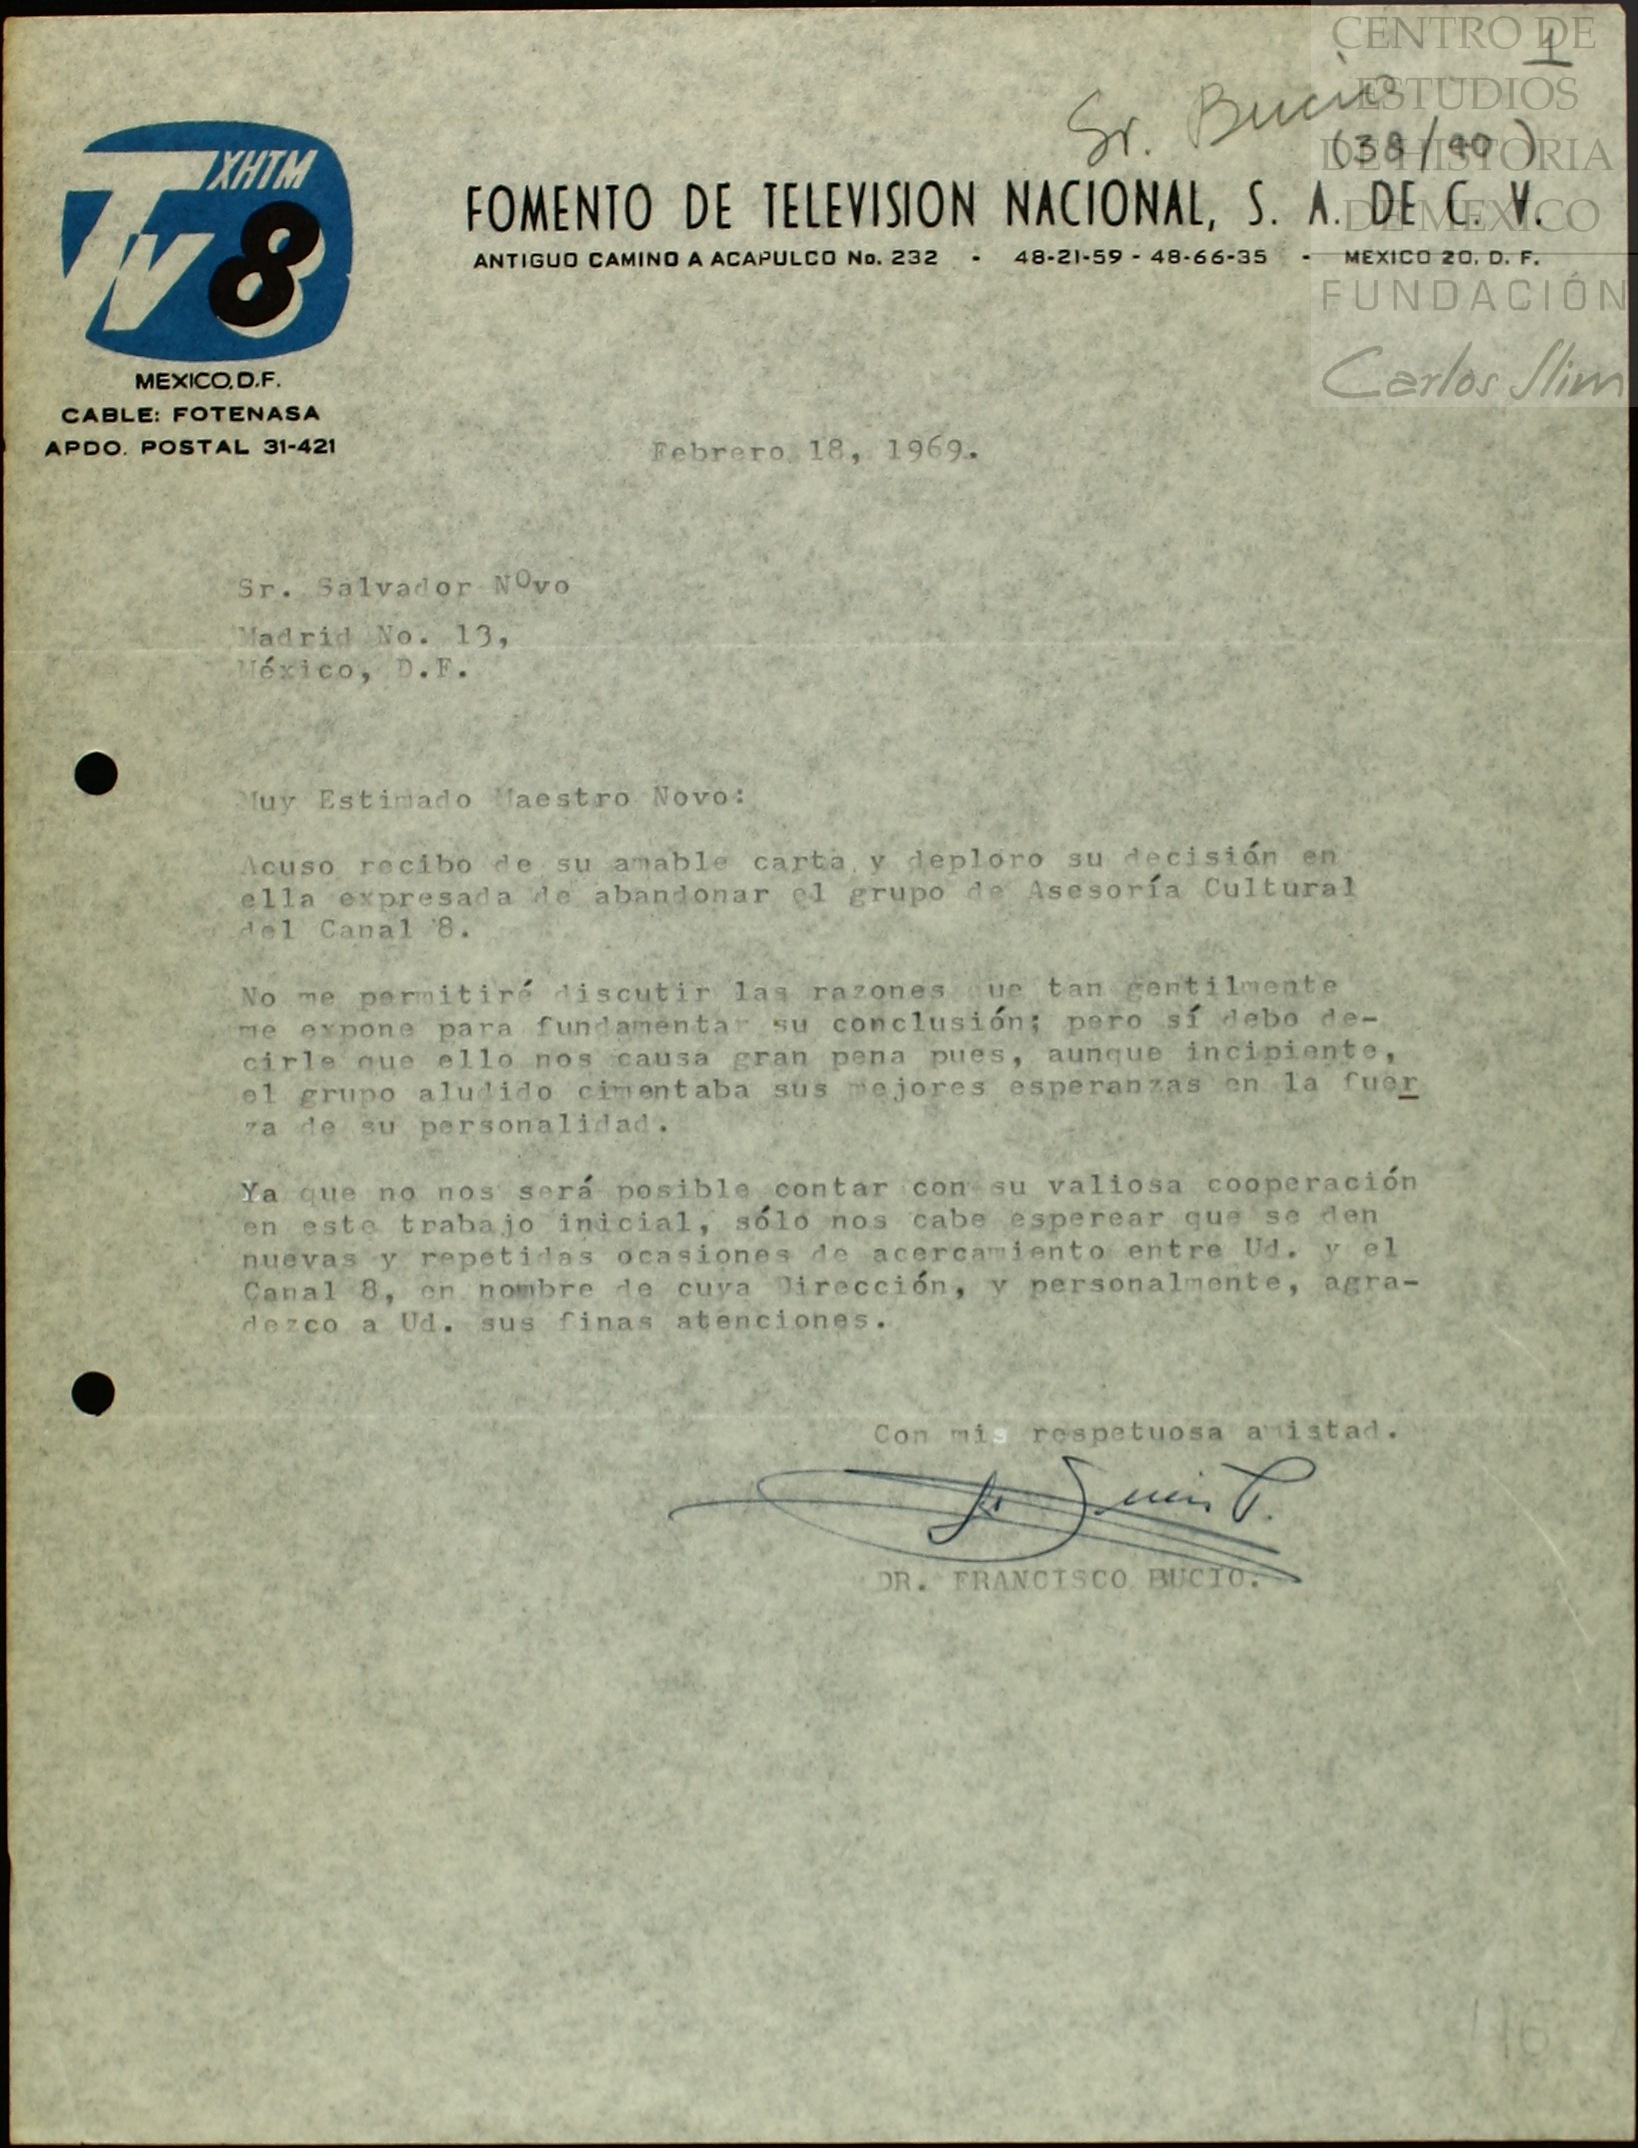 CENTRO DE
ESTUDIOS
DE HISTORIA
DE MEXICO
FUNDACIÓN
Carlos Slim
1
Sr. Bucio
(39/90)
XHTM
TV8
MEXICO, D.F.
CABLE: FOTENASA
APDO. POSTAL 31-421
FOMENTO DE TELEVISION NACIONAL, S. A. DE C. V.
ANTIGUO CAMINO A ACAPULCO No. 232 - 48-21-59 - 48-66-35 - MEXICO 20, D. F.
Febrero 18, 1969.
Sr. Salvador NOvo
Madrid No. 13,
México, D.F.
Muy Estimado Maestro Novo:
Acuso recibo de su amable carta y deploro su decisión en
ella expresada de abandonar el grupo de Asesoría Cultural
del Canal 8.
No me permitiré discutir las razones que tan gentilmente
me expone para fundamentar su conclusión; pero sí debo de-
cirle que ello nos causa gran pena pues, aunque incipiente,
el grupo aludido cimentaba sus mejores esperanzas en la fuer
za de su personalidad.
Ya que no nos será posible contar con su valiosa cooperación
en este trabajo inicial, sólo nos cabe esperear que se den
nuevas y repetidas ocasiones de acercamiento entre Ud. y el
Canal 8, en nombre de cuya Dirección, y personalmente, agra-
dezco a Ud. sus finas atenciones.
Con mis respetuosa amistad.
DR. FRANCISCO BUCIO.